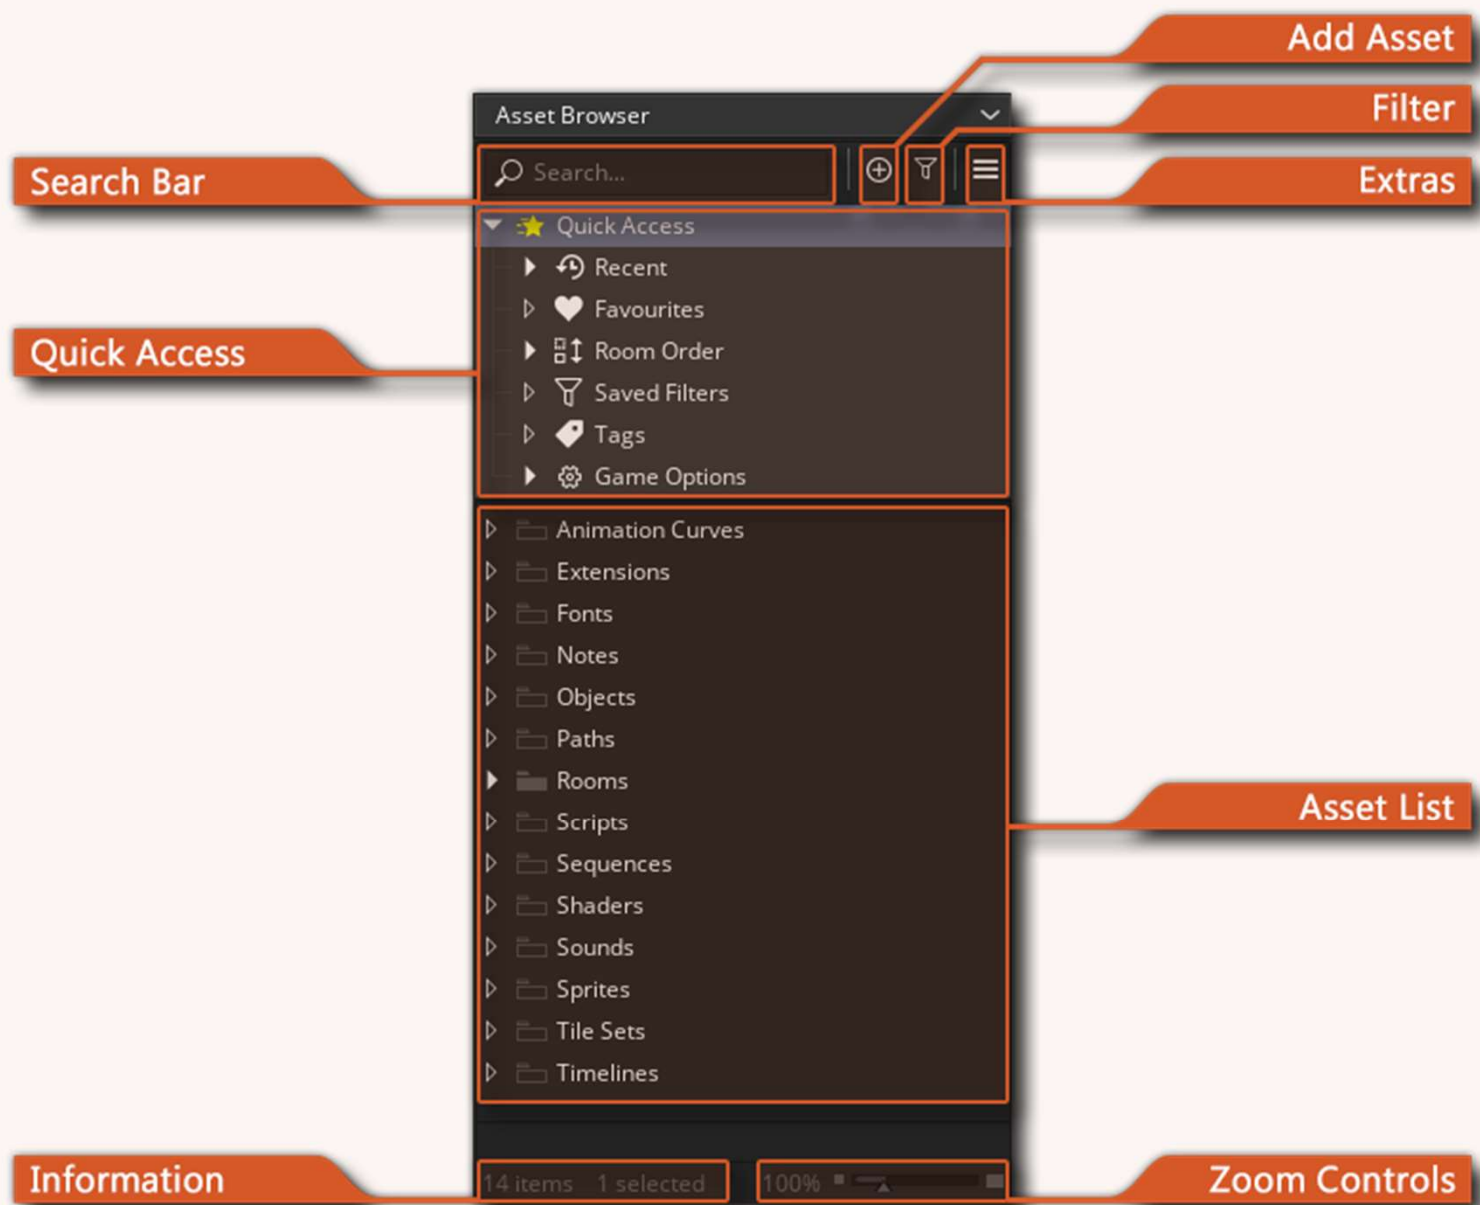 Add Asset
Asset Browser
Filter
Search Bar
Search...
Extras
Quick Access
Recent
Favourites
Quick Access
Room Order
Saved Filters
Tags
Game Options
Animation Curves
Extensions
Fonts
Notes
Objects
Paths
Rooms
Asset List
Scripts
Sequences
Shaders
Sounds
Sprites
Tile Sets
Timelines
Information
14 items 1 selected
100%
Zoom Controls